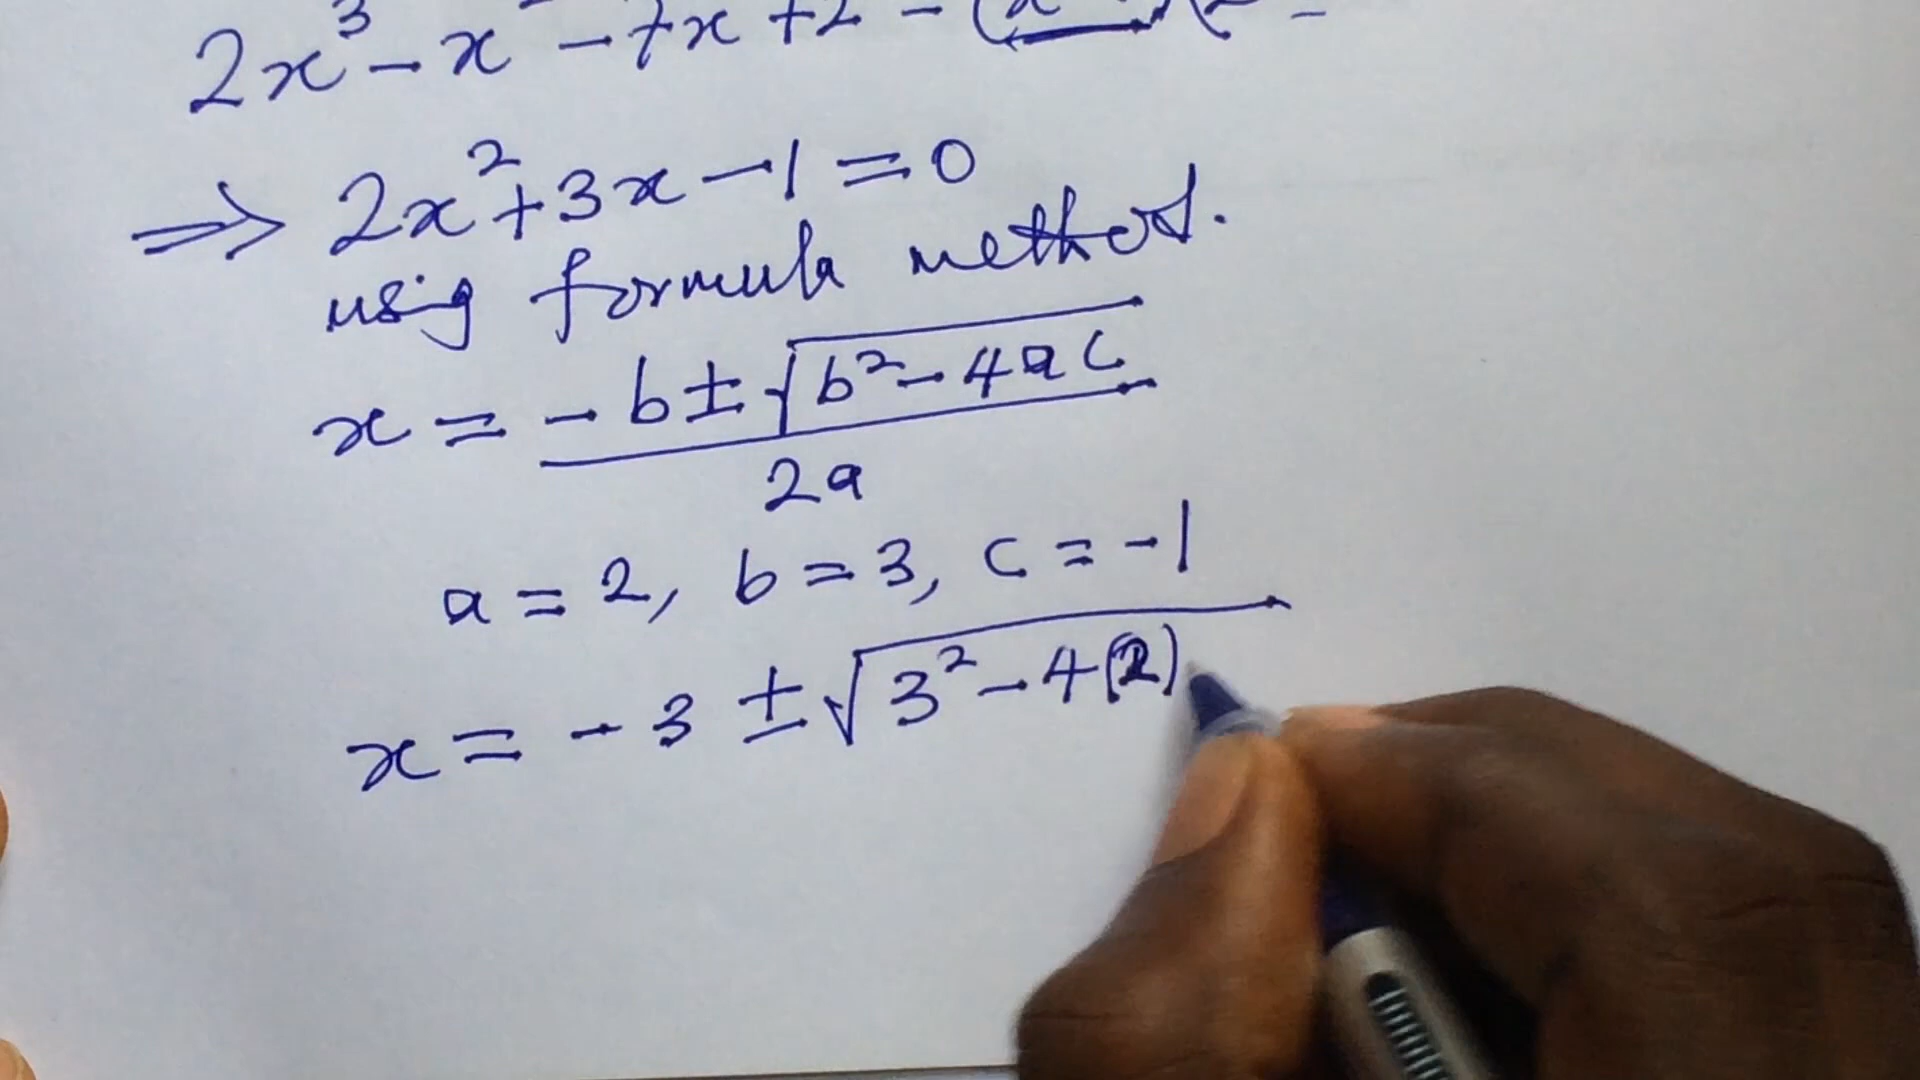 2x³ - x² - 7x + 2 = (x
⇒ 2x² + 3x - 1 = 0
using formula method.
x = -b ± √b² - 4ac
2a
a = 2, b = 3, c = -1
x = -3 ± √3² - 4(2)